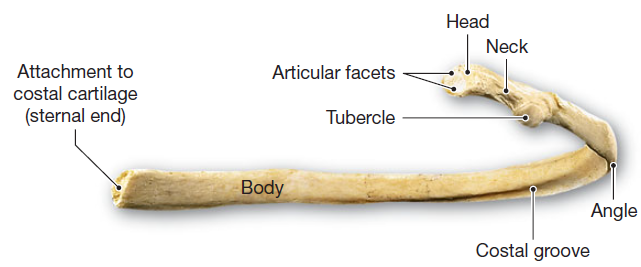 Head
Neck
Articular facets
Attachment to
costal cartilage
(sternal end)
Tubercle
Body
Angle
Costal groove